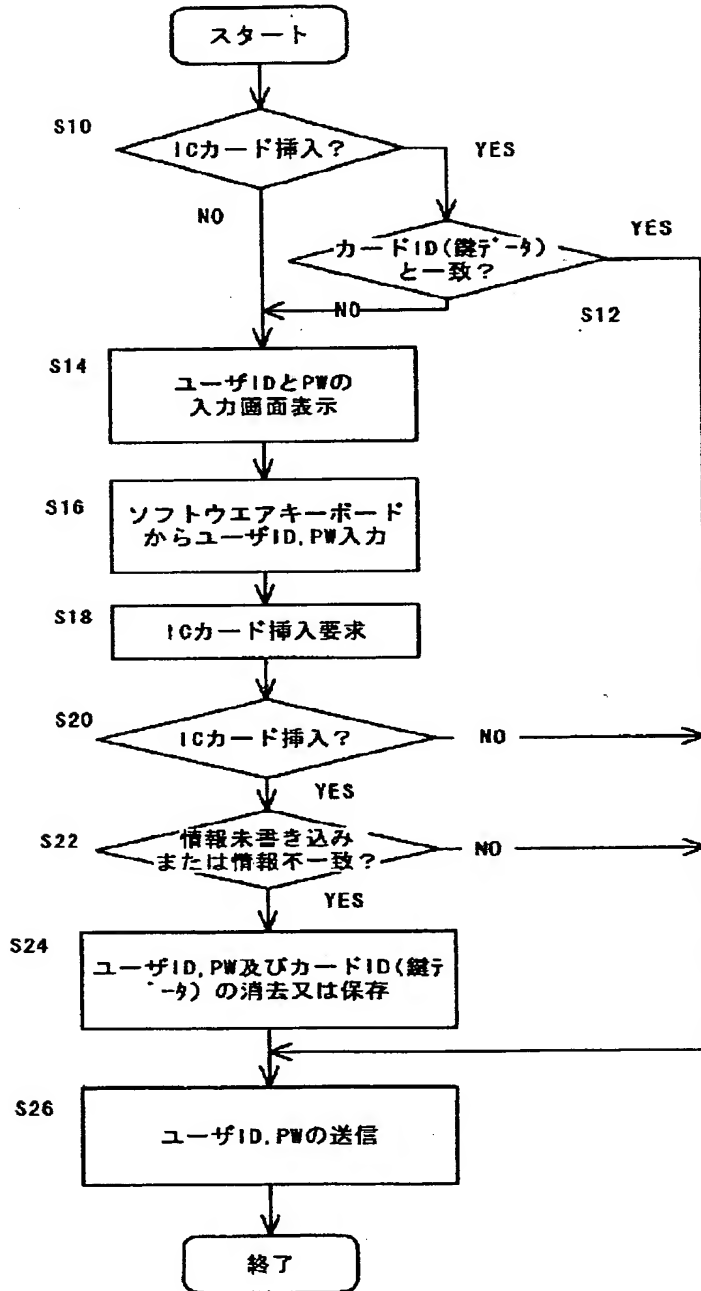 スタート
S10
ICカード挿入?
YES
NO
カードID(鍵データ)
と一致?
YES
NO
S12
S14
ユーザIDとPWの
入力画面表示
S16
ソフトウエアキーボード
からユーザID,PW入力
S18
ICカード挿入要求
S20
ICカード挿入?
NO
YES
S22
情報未書き込み
または情報不一致?
NO
YES
S24
ユーザID,PW及びカードID(鍵デ
ータ)の消去又は保存
S26
ユーザID,PWの送信
終了